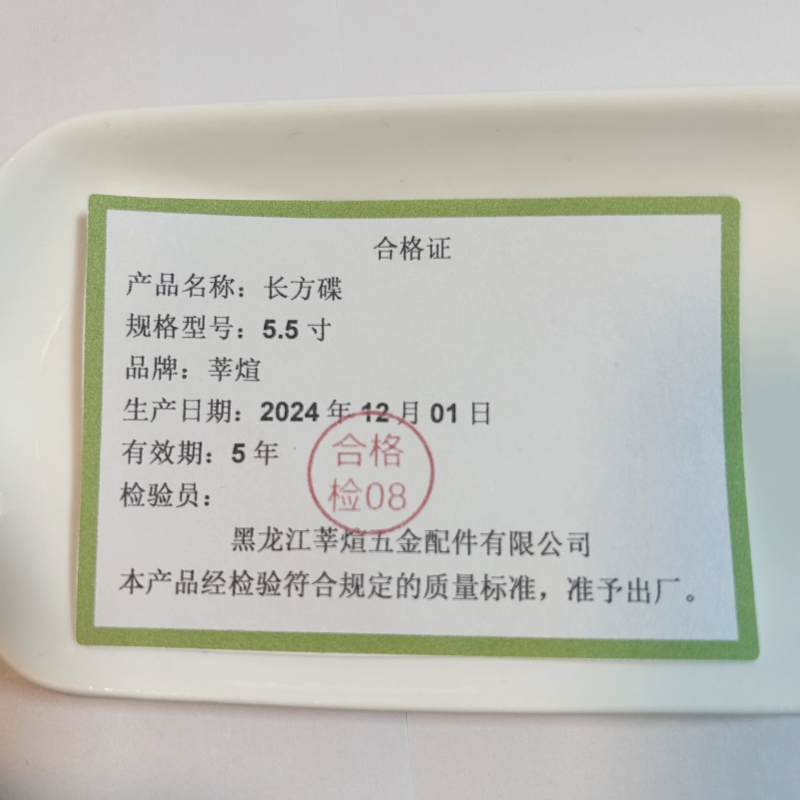 合格证
产品名称：长方碟
规格型号：5.5 寸
品牌：莘煊
生产日期：2024 年 12 月 01 日
有效期：5 年
合格
检验员：
检08
黑龙江莘煊五金配件有限公司
本产品经检验符合规定的质量标准，准予出厂。